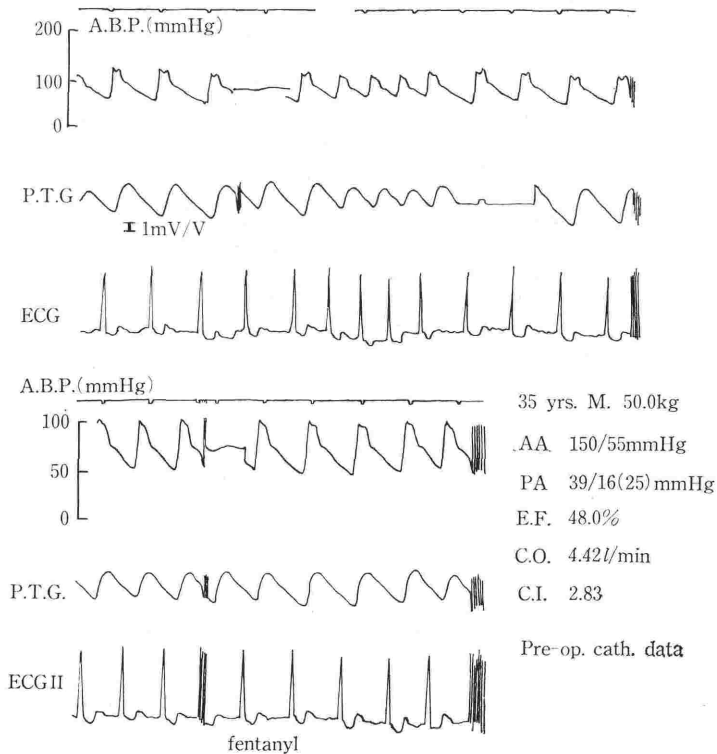 A.B.P.(mmHg)
200
100
0
P.T.G
1mV/V
ECG
A.B.P.(mmHg)
100
50
0
P.T.G.
ECG II
fentanyl
35 yrs. M. 50.0kg
AA 150/55mmHg
PA 39/16(25)mmHg
E.F. 48.0%
C.O. 4.42l/min
C.I. 2.83
Pre-op. cath. data